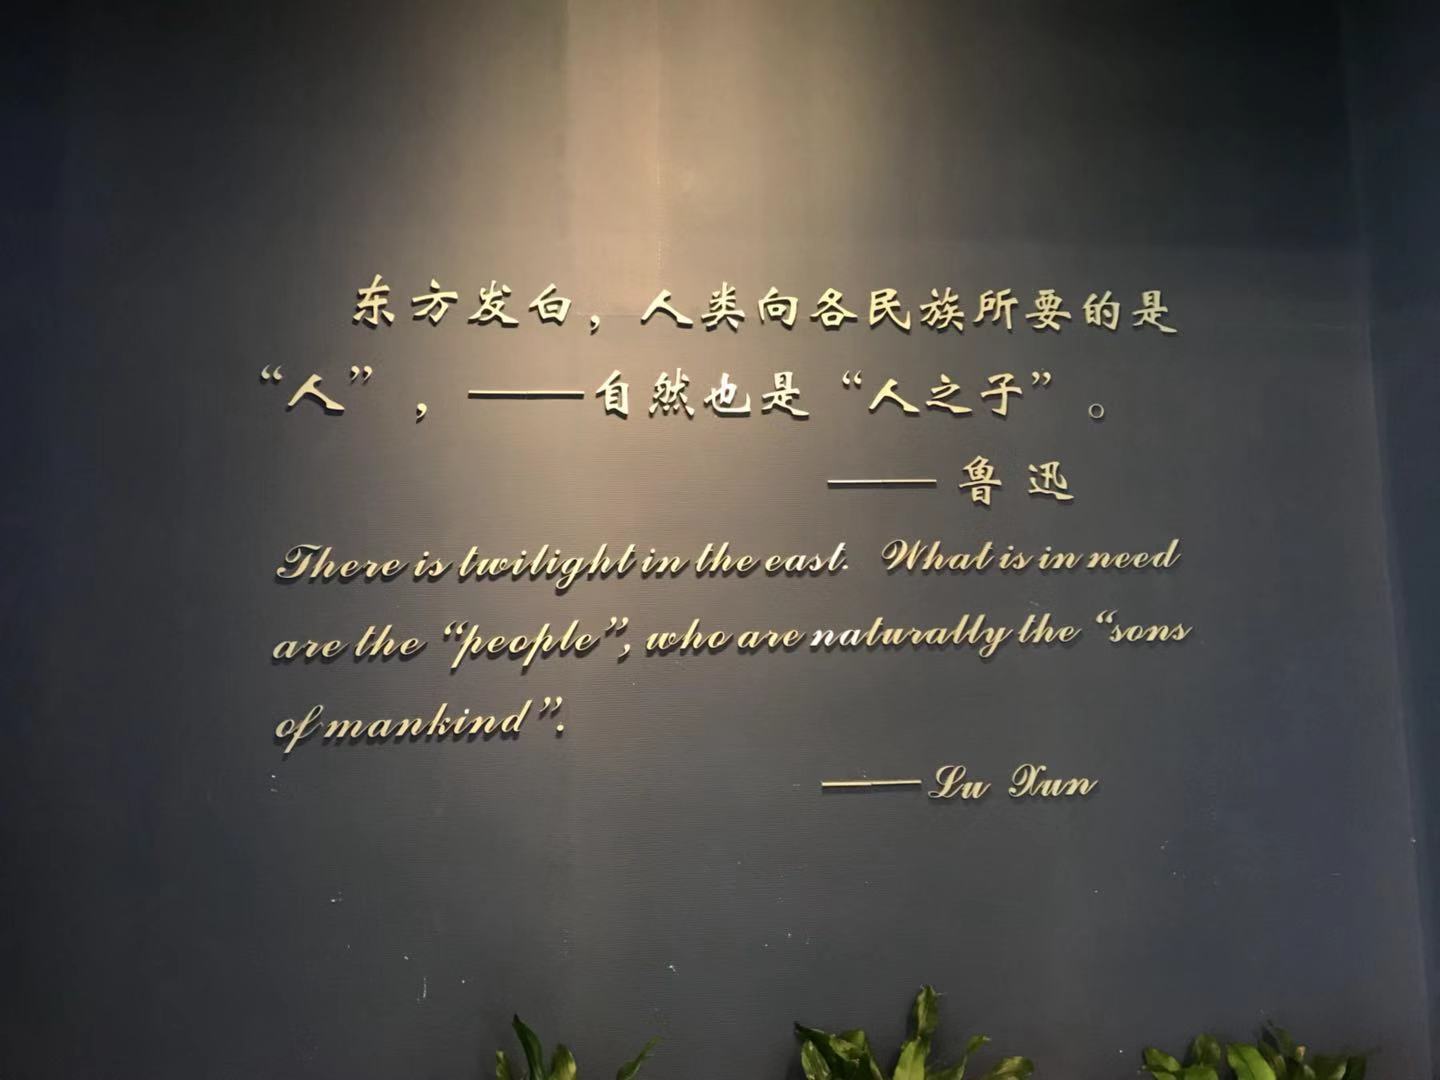 东方发白，人类向各民族所要的是
“人”，——自然也是“人之子”。
——鲁迅
There is twilight in the east. What is in need
are the “people”, who are naturally the “sons
of mankind”.
——Lu Xun